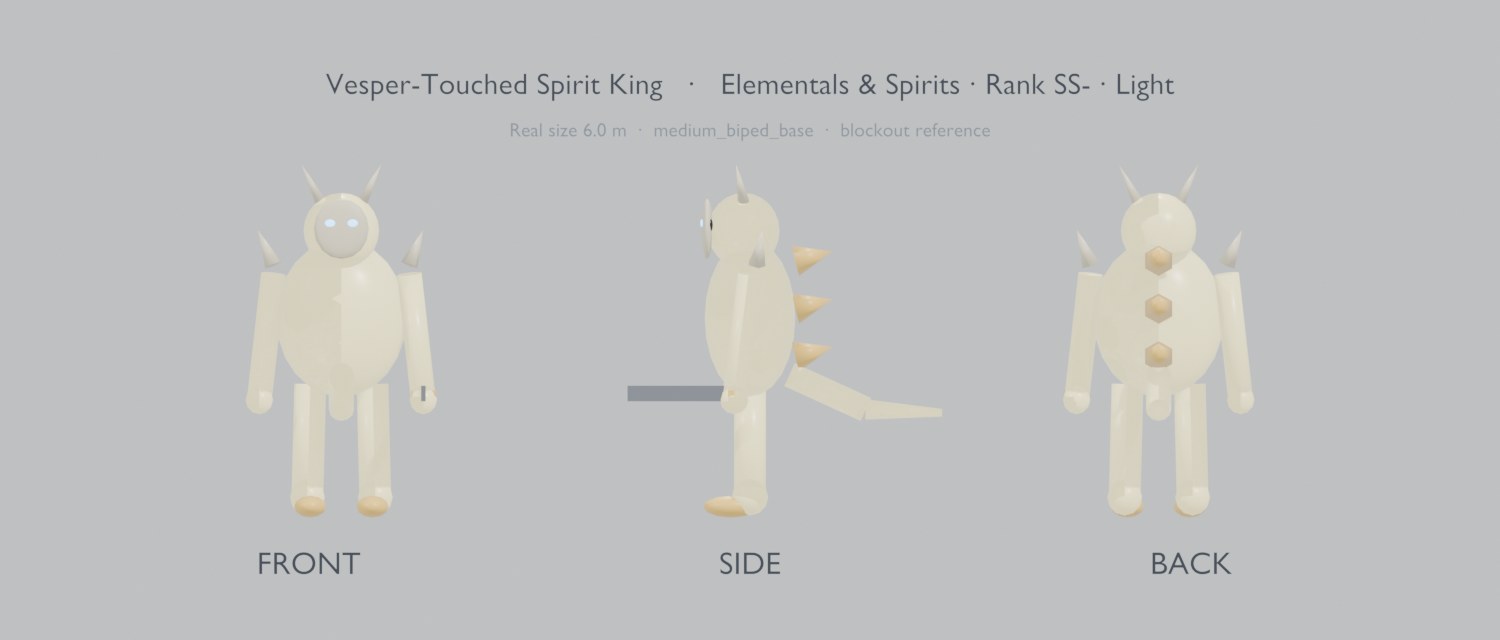 Vesper-Touched Spirit King · Elementals & Spirits · Rank SS- · Light
Real size 6.0 m · medium_biped_base · blockout reference
FRONT SIDE BACK